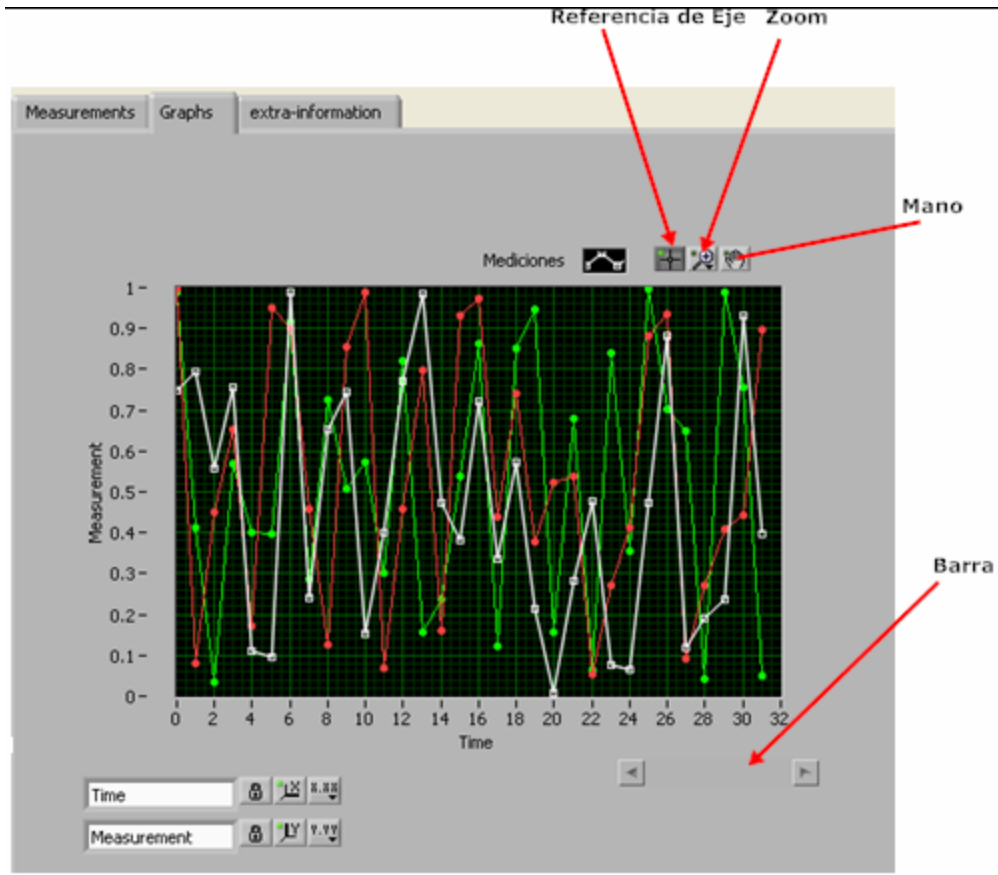 Referencia de Eje Zoom
Measurements Graphs extra-information
Mano
Mediciones
1
0.9
0.8
0.7
0.6
0.5
0.4
0.3
0.2
0.1
0
Measurement
Barra
0 2 4 6 8 10 12 14 16 18 20 22 24 26 28 30 32
Time
Time X.XX
Measurement Y.YY